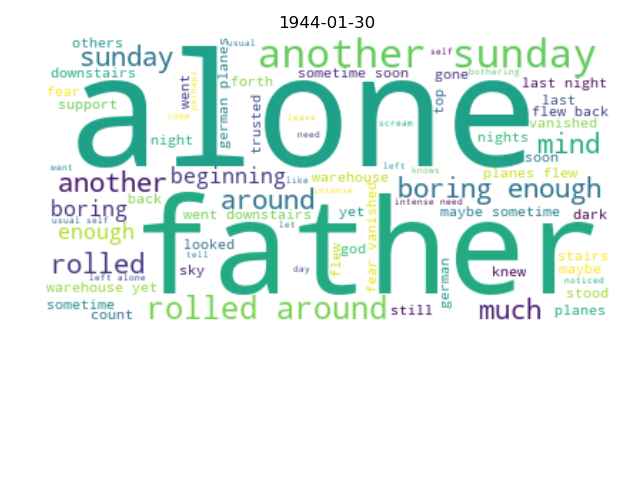 1944-01-30
others
usual
german planes
another sunday
self
sunday
downstairs
fear
support
went
perhaps
forth
sometime soon
gone
bothering
last night
top
last
flew back
vanished
alone
trusted
leave
come
need
scream
night
nights
mind
soon
want
another
beginning
like
warehouse
left
knows
planes flew
boring enough
intense
boring
back
around
intense need
usual self
went downstairs
let
yet
fear vanished
maybe sometime
dark
enough
father
looked
flew
god
stairs
rolled
left alone
tell
sky
day
german
knew
maybe
noticed
warehouse yet
stood
sometime
count
rolled around
still
much
planes